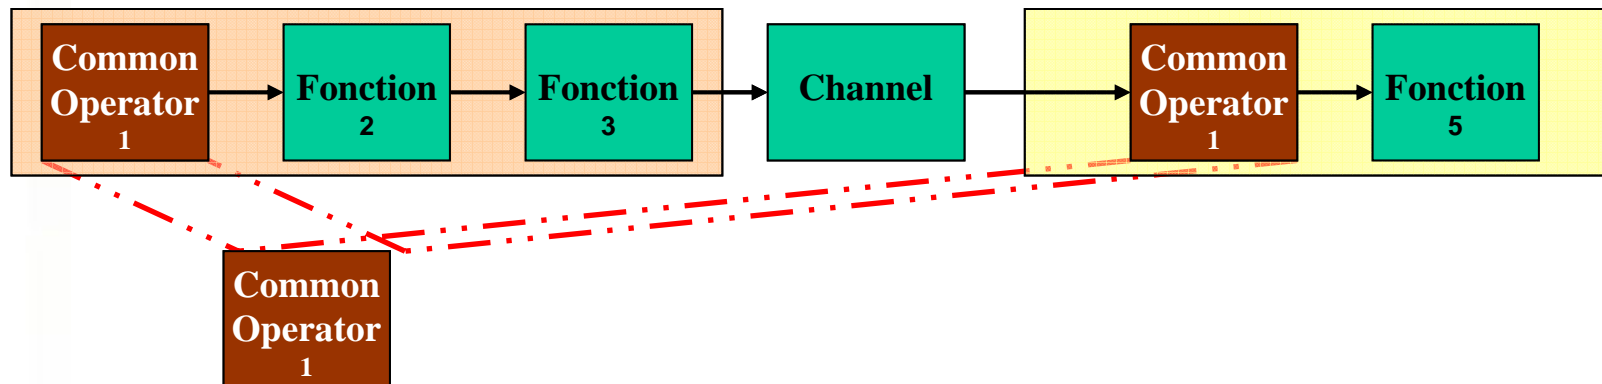 Common
Operator
1
Fonction
2
Fonction
3
Channel
Common
Operator
1
Fonction
5
Common
Operator
1